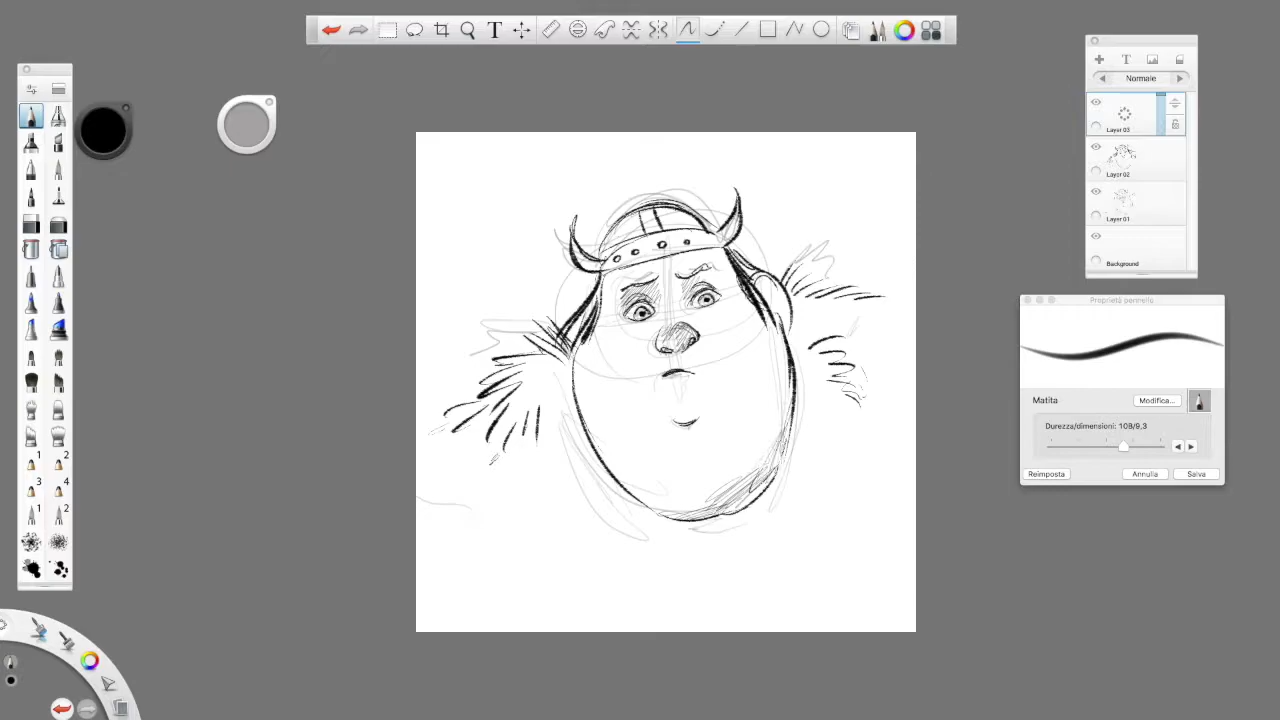 T
T
Normale
Layer 03
Layer 02
Layer 01
Background
Proprietà pennello
Matita
Modifica...
Durezza/dimensioni: 108/9,3
Reimposta
Annulla
Salva
1
2
3
4
1
2